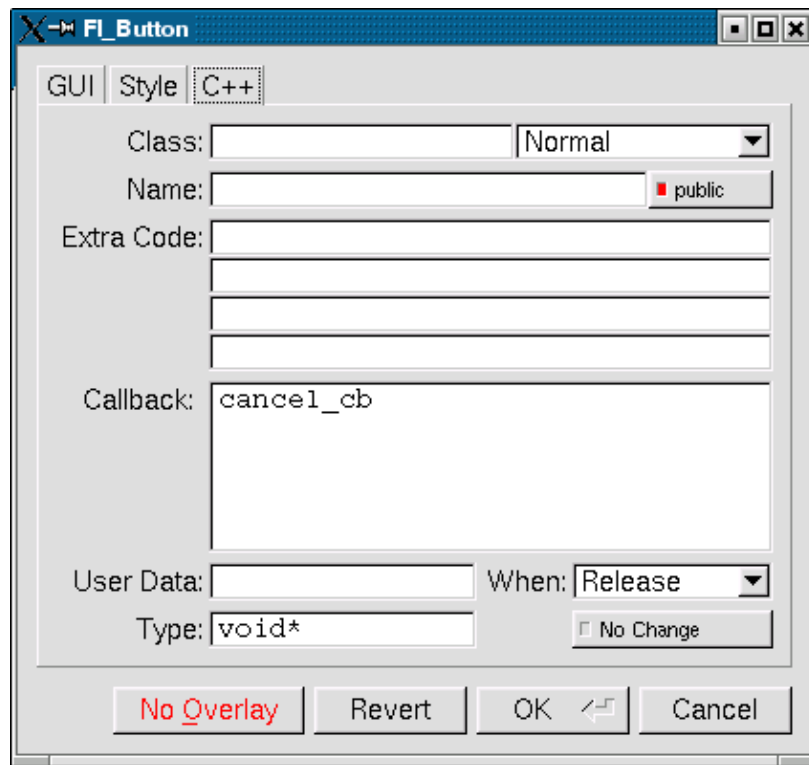 Fl_Button
GUI Style C++
Class: Normal
Name: public
Extra Code:
Callback: cancel_cb
User Data: When: Release
Type: void* No Change
No Overlay Revert OK Cancel